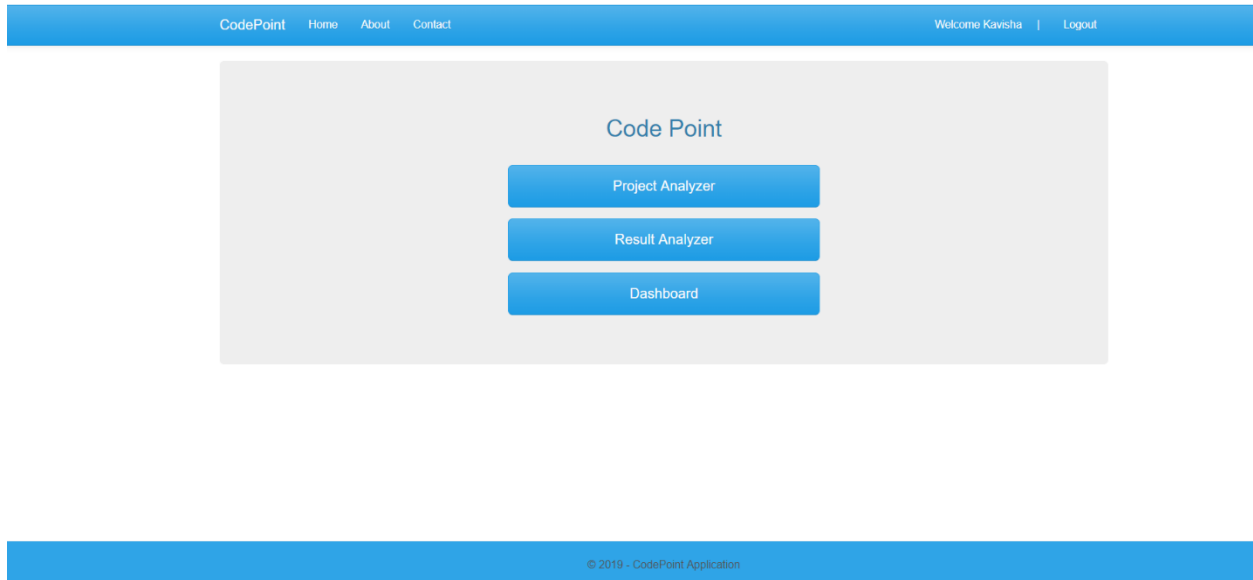 CodePoint Home About Contact Welcome Kavisha | Logout
Code Point
Project Analyzer
Result Analyzer
Dashboard
© 2019 - CodePoint Application